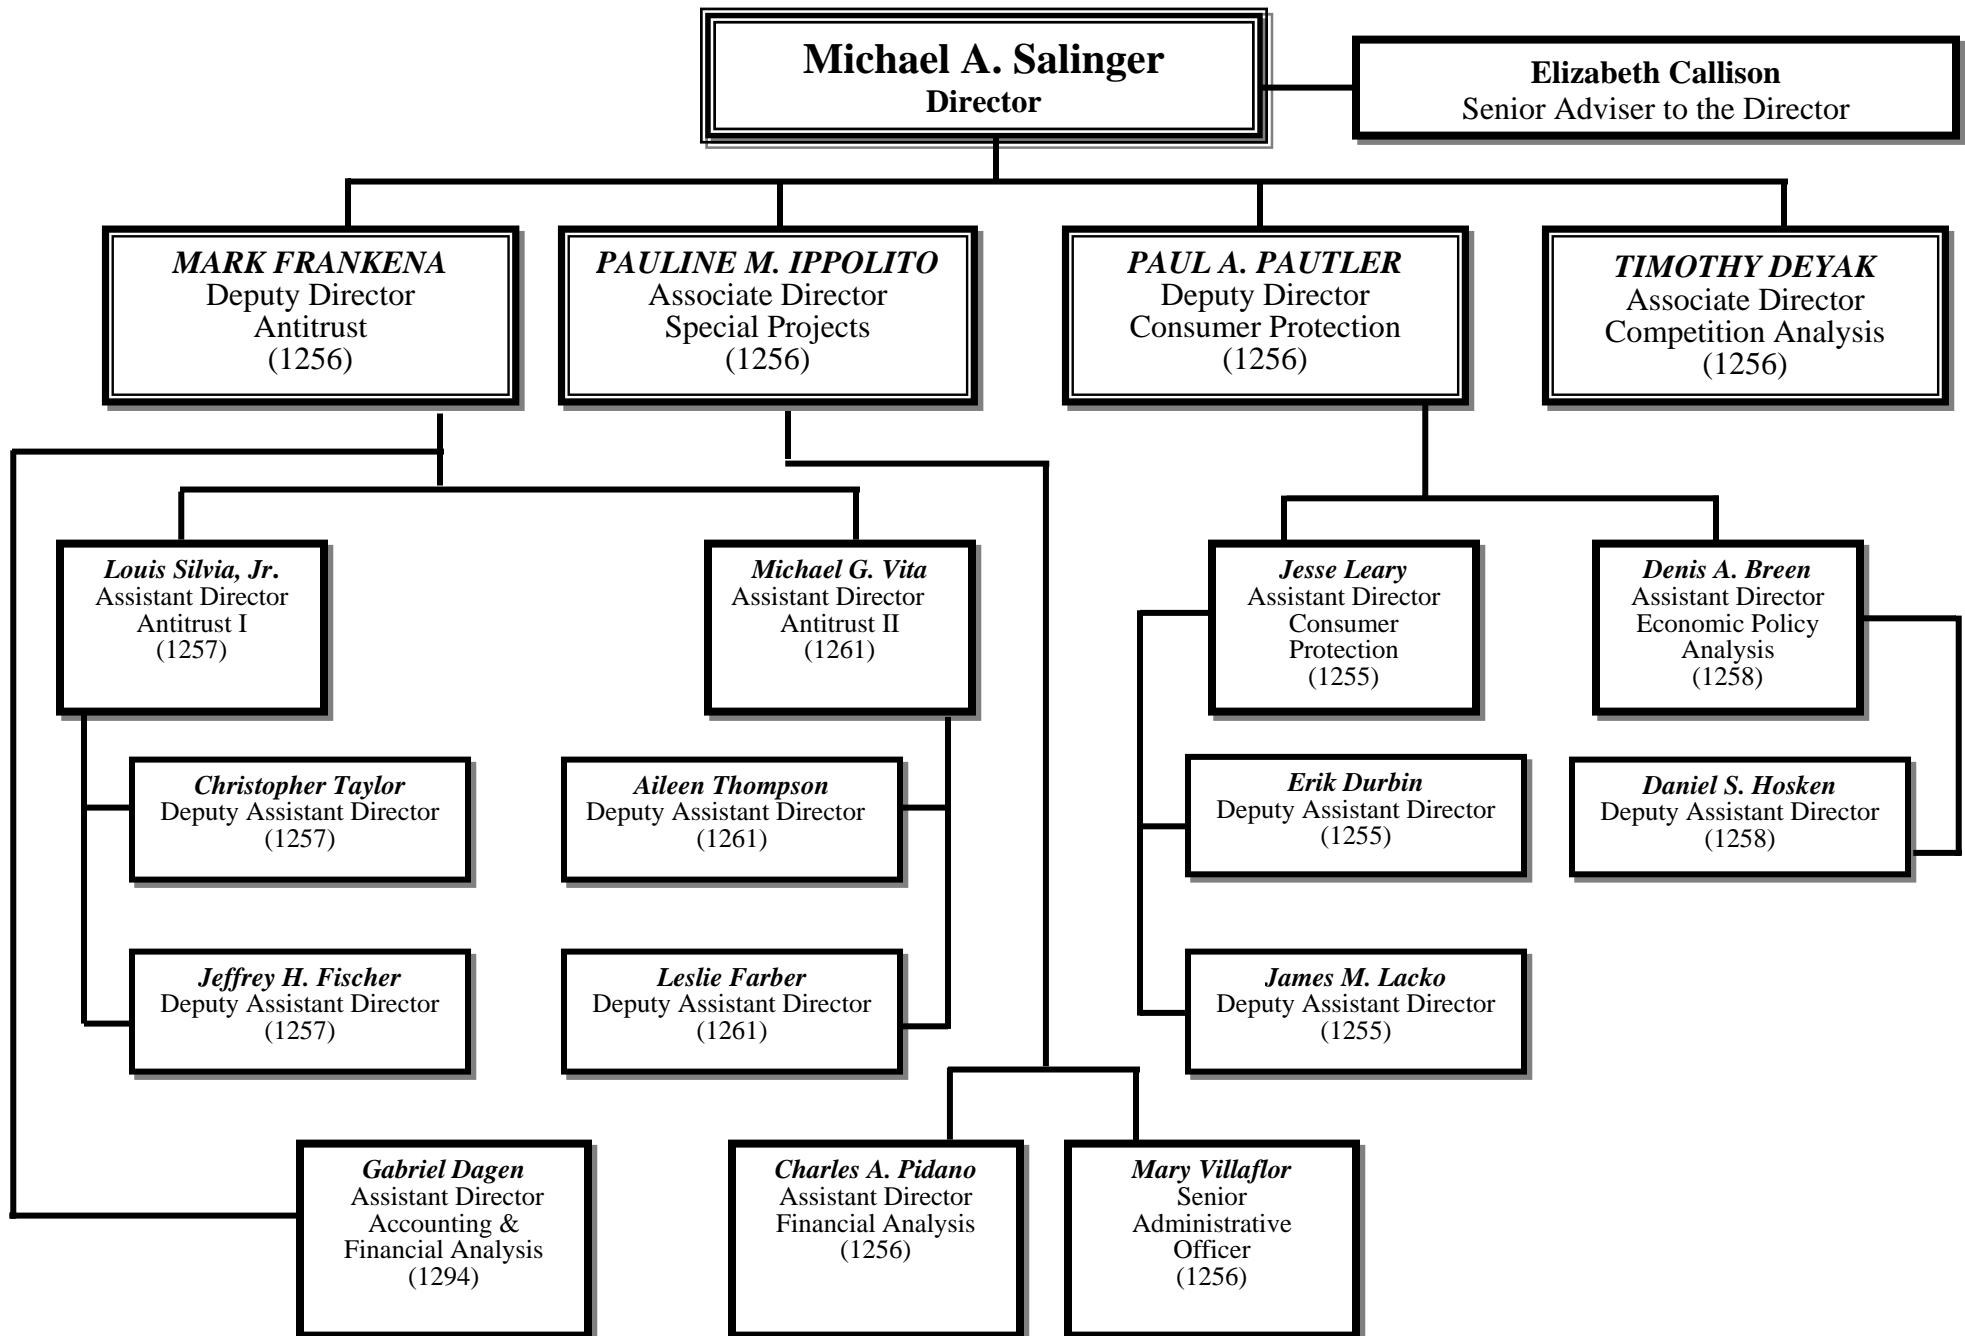 Michael A. Salinger
Director
Elizabeth Callison
Senior Adviser to the Director
MARK FRANKENA
Deputy Director
Antitrust
(1256)
PAULINE M. IPPOLITO
Associate Director
Special Projects
(1256)
PAUL A. PAUTLER
Deputy Director
Consumer Protection
(1256)
TIMOTHY DEYAK
Associate Director
Competition Analysis
(1256)
Louis Silvia, Jr.
Assistant Director
Antitrust I
(1257)
Michael G. Vita
Assistant Director
Antitrust II
(1261)
Jesse Leary
Assistant Director
Consumer
Protection
(1255)
Denis A. Breen
Assistant Director
Economic Policy
Analysis
(1258)
Christopher Taylor
Deputy Assistant Director
(1257)
Aileen Thompson
Deputy Assistant Director
(1261)
Erik Durbin
Deputy Assistant Director
(1255)
Daniel S. Hosken
Deputy Assistant Director
(1258)
Jeffrey H. Fischer
Deputy Assistant Director
(1257)
Leslie Farber
Deputy Assistant Director
(1261)
James M. Lacko
Deputy Assistant Director
(1255)
Gabriel Dagen
Assistant Director
Accounting &
Financial Analysis
(1294)
Charles A. Pidano
Assistant Director
Financial Analysis
(1256)
Mary Villaflor
Senior
Administrative
Officer
(1256)